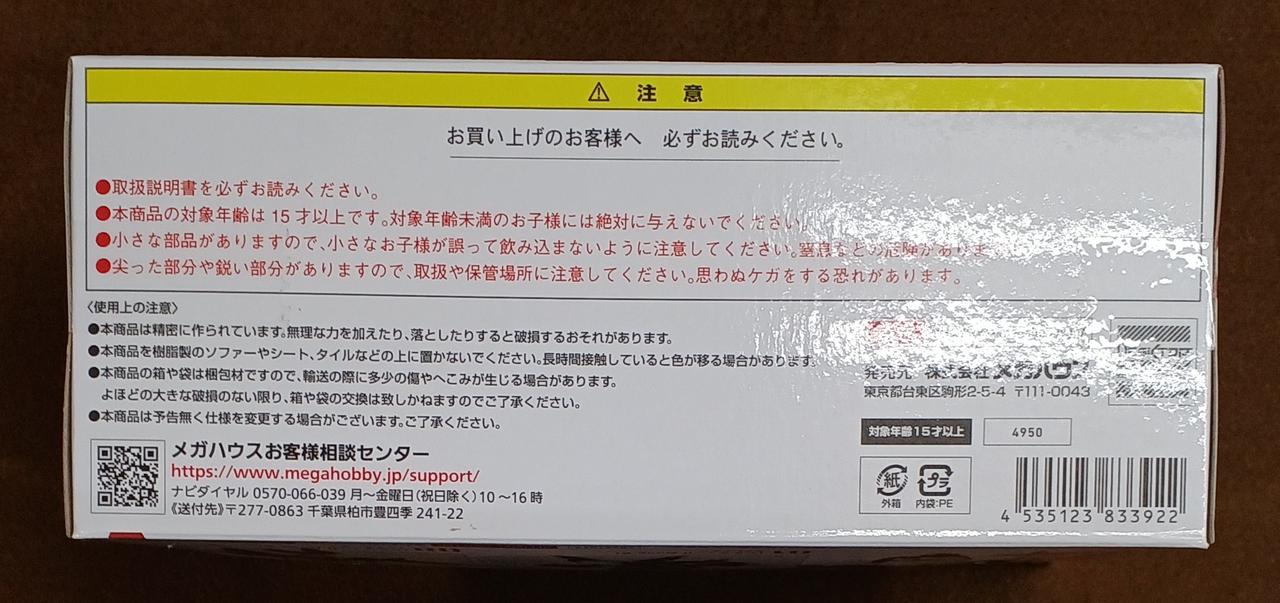 ⚠ 注 意
お買い上げのお客様へ 必ずお読みください。
●取扱説明書を必ずお読みください。
●本商品の対象年齢は15才以上です。対象年齢未満のお子様には絶対に与えないでください。
●小さな部品がありますので、小さなお子様が誤って飲み込まないように注意してください。窒息などの危険がありま
●尖った部分や鋭い部分がありますので、取扱や保管場所に注意してください。思わぬケガをする恐れがあります。
〈使用上の注意〉
●本商品は精密に作られています。無理な力を加えたり、落としたりすると破損するおそれがあります。
●本商品を樹脂製のソファーやシート、タイルなどの上に置かないでください。長時間接触していると色が移る場合があります。
●本商品の箱や袋は梱包材ですので、輸送の際に多少の傷やへこみが生じる場合があります。
よほどの大きな破損のない限り、箱や袋の交換は致しかねますのでご了承ください。
●本商品は予告無く仕様を変更する場合がございます。ご了承ください。
メガハウスお客様相談センター
https://www.megahobby.jp/support/
ナビダイヤル 0570-066-039 月～金曜日(祝日除く)10～16時
《送付先》〒277-0863 千葉県柏市豊四季 241-22
発売元 株式会社メガハウス
東京都台東区駒形2-5-4 〒111-0043
対象年齢15才以上
4950
紙
外箱
プラ
内袋:PE
4 535123 833922